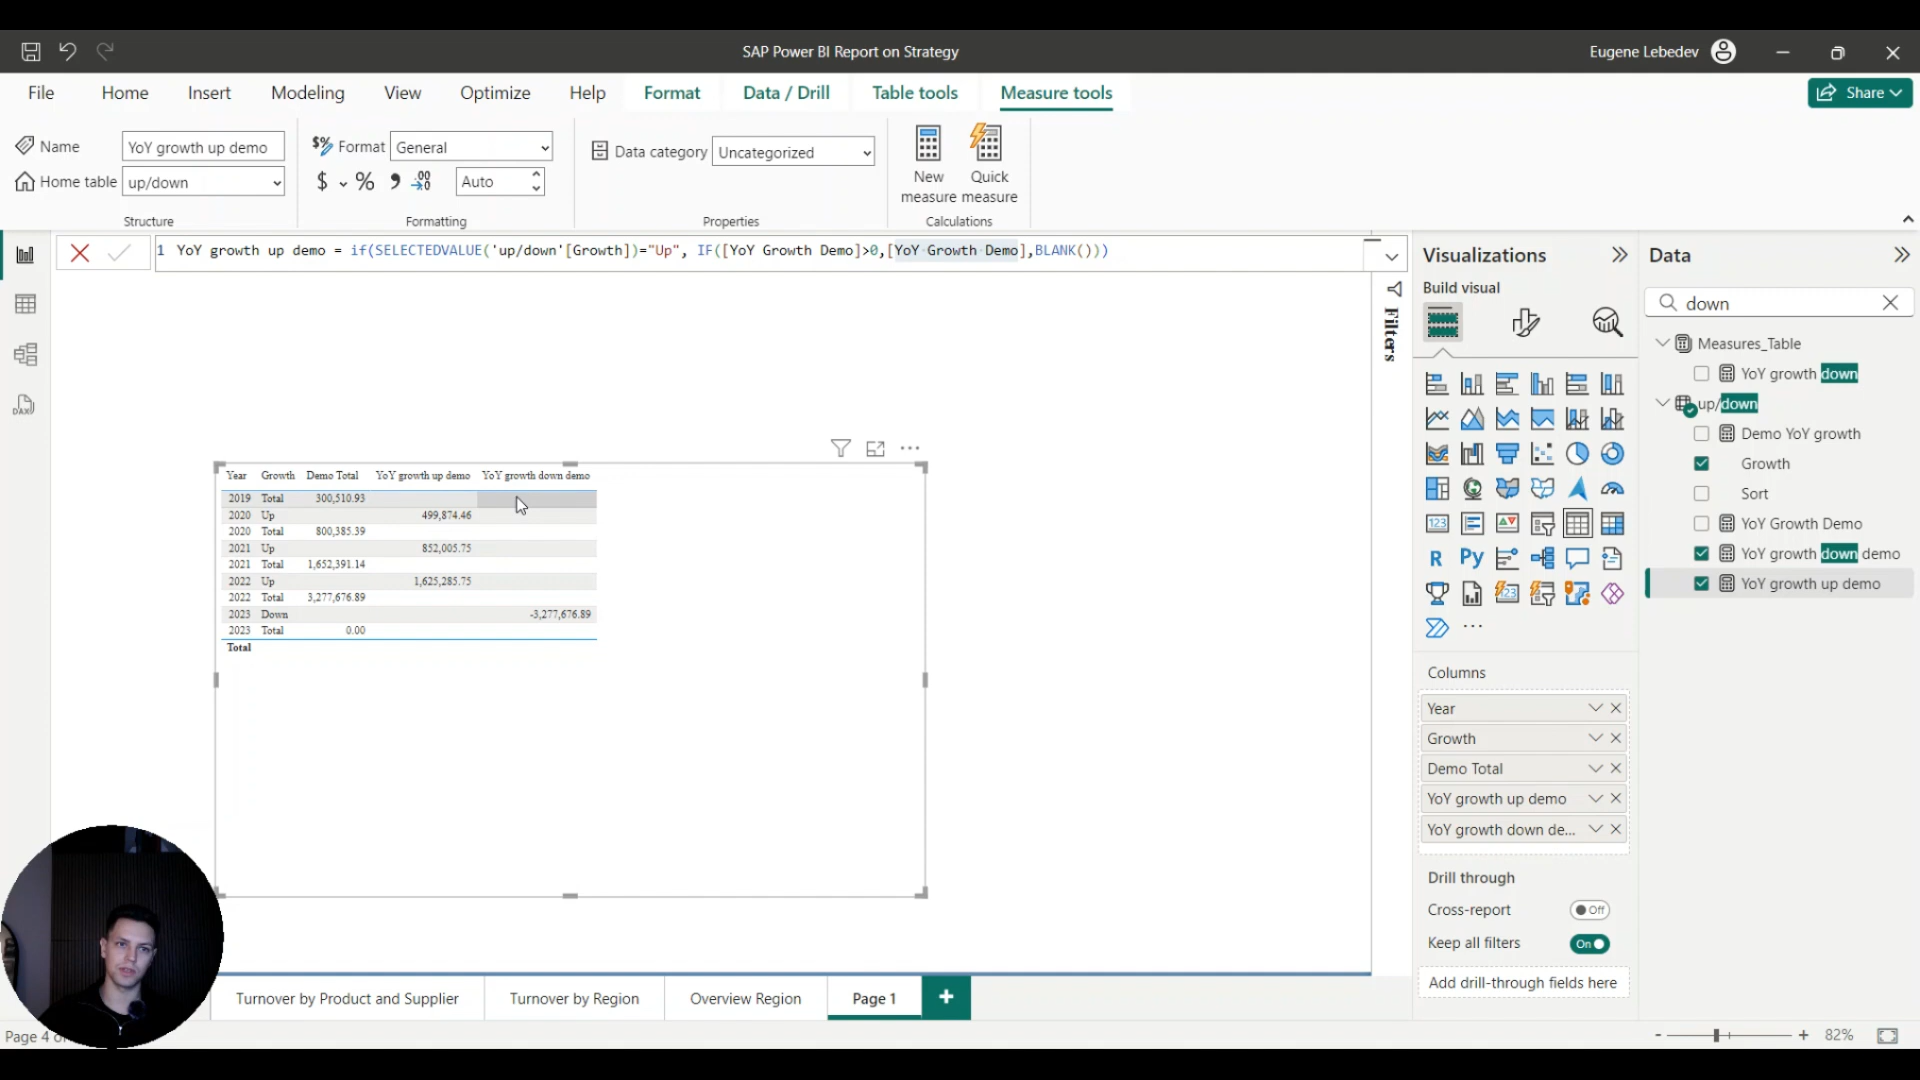 SAP Power BI Report on Strategy
Eugene Lebedev
File Home Insert Modeling View Optimize Help Format Data / Drill Table tools Measure tools
Share
Name YoY growth up demo
Home table up/down
Structure
Format General
$ % , .00 Auto
Formatting
Data category Uncategorized
Properties
New measure
Quick measure
Calculations
1 YoY growth up demo = if(SELECTEDVALUE('up/down'[Growth])="Up", IF([YoY Growth Demo]>0,[YoY Growth Demo],BLANK()))
Year Growth Demo Total YoY growth up demo YoY growth down demo
2019 Total 300,510.93
2020 Up 499,874.46
2020 Total 800,385.39
2021 Up 852,005.75
2021 Total 1,652,391.14
2022 Up 1,625,285.75
2022 Total 3,277,676.89
2023 Down -3,277,676.89
2023 Total 0.00
Total
Filters
Visualizations
Build visual
123
R Py
123
Columns
Year
Growth
Demo Total
YoY growth up demo
YoY growth down de...
Drill through
Cross-report Off
Keep all filters On
Add drill-through fields here
Data
down
Measures_Table
YoY growth down
up/down
Demo YoY growth
Growth
Sort
YoY Growth Demo
YoY growth down demo
YoY growth up demo
DAX
Turnover by Product and Supplier Turnover by Region Overview Region Page 1 +
Page 4
- + 82%